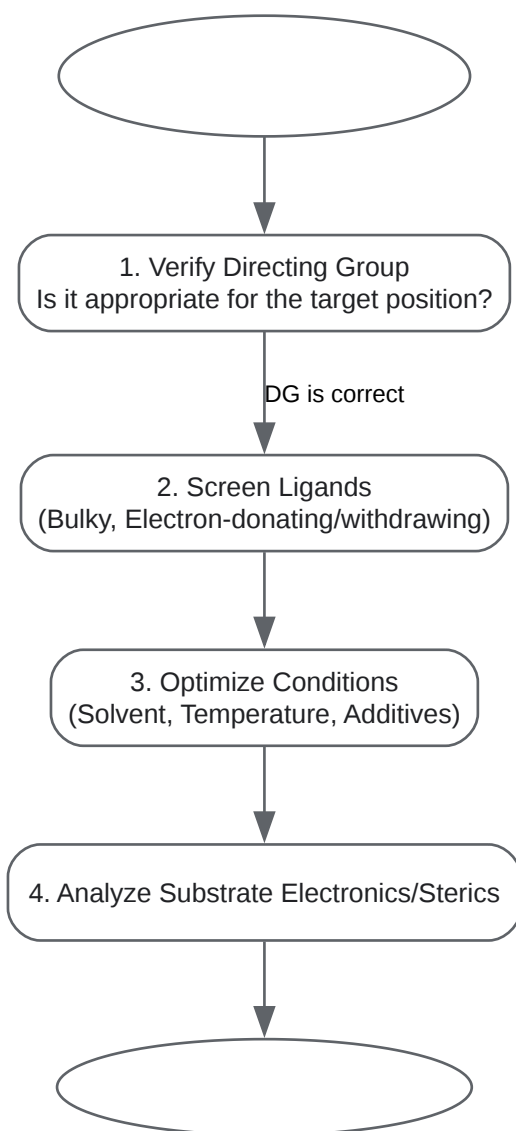 1. Verify Directing Group
Is it appropriate for the target position?
DG is correct
2. Screen Ligands
(Bulky, Electron-donating/withdrawing)
3. Optimize Conditions
(Solvent, Temperature, Additives)
4. Analyze Substrate Electronics/Sterics